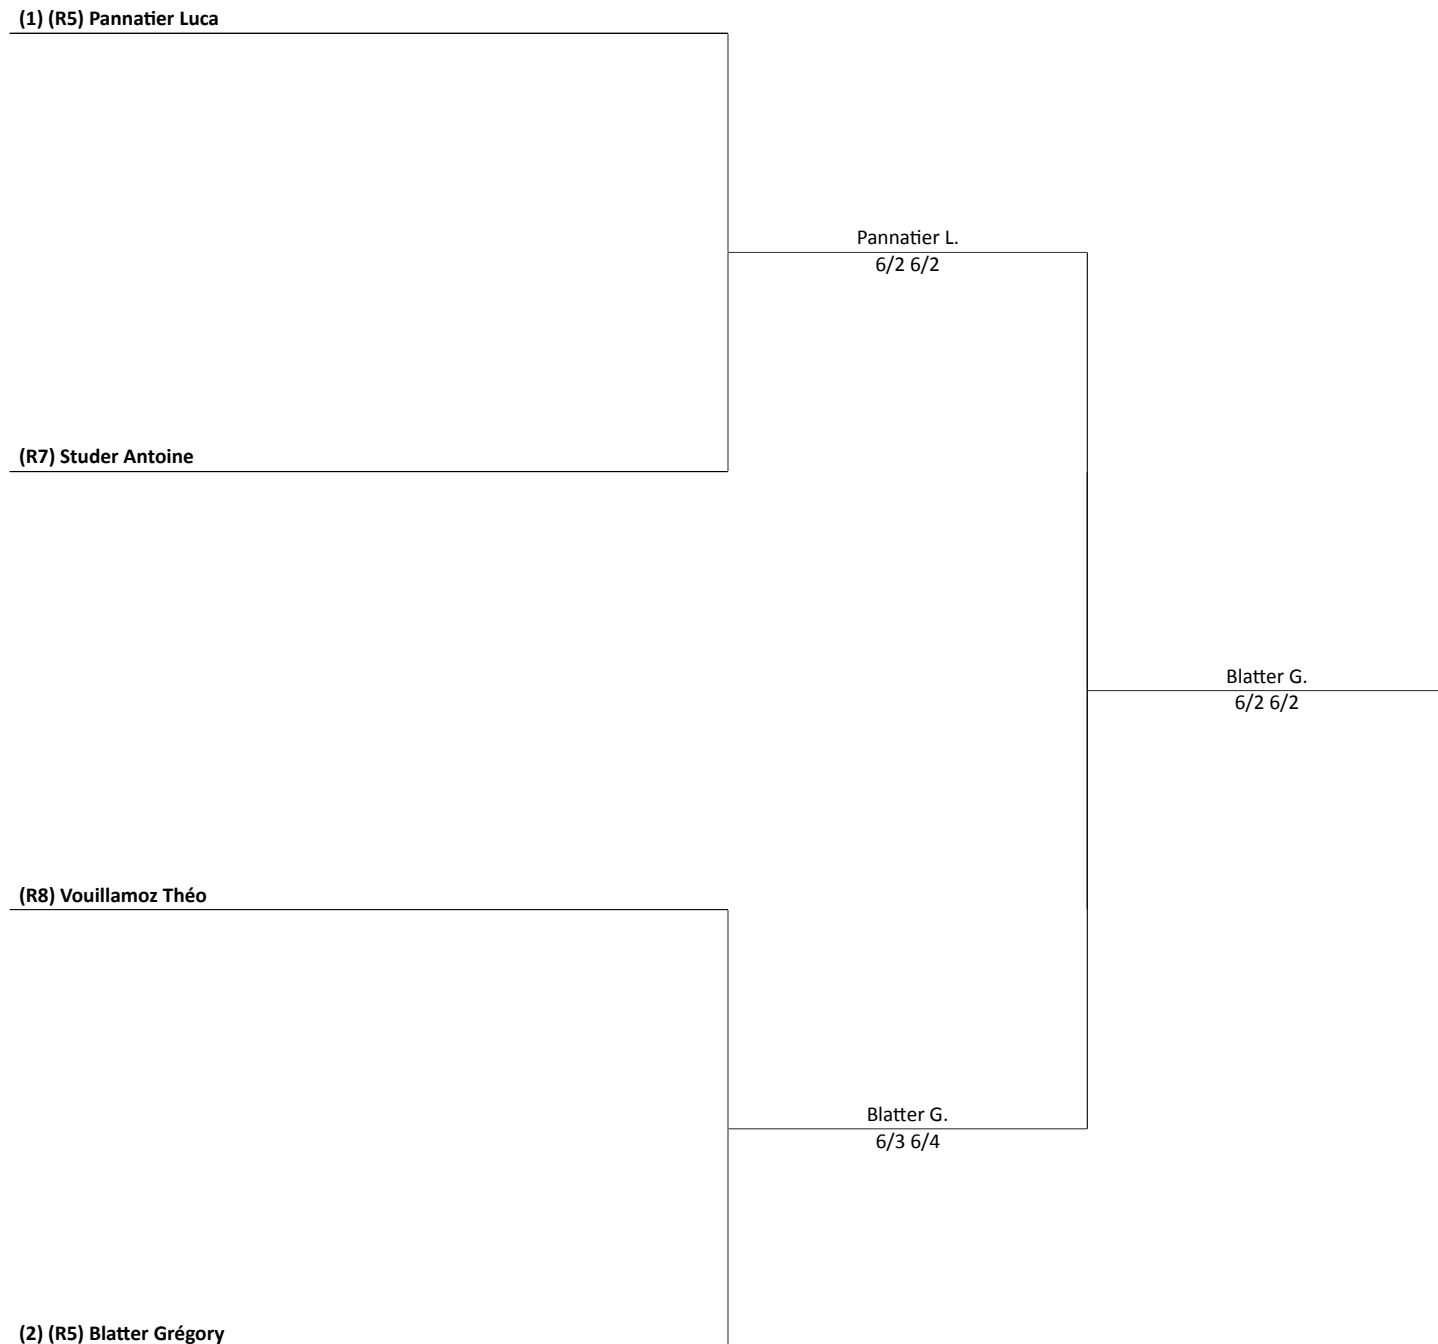 (1) (R5) Pannatier Luca
Pannatier L.
6/2 6/2
(R7) Studer Antoine
Blatter G.
6/2 6/2
(R8) Vouillamoz Théo
Blatter G.
6/3 6/4
(2) (R5) Blatter Grégory